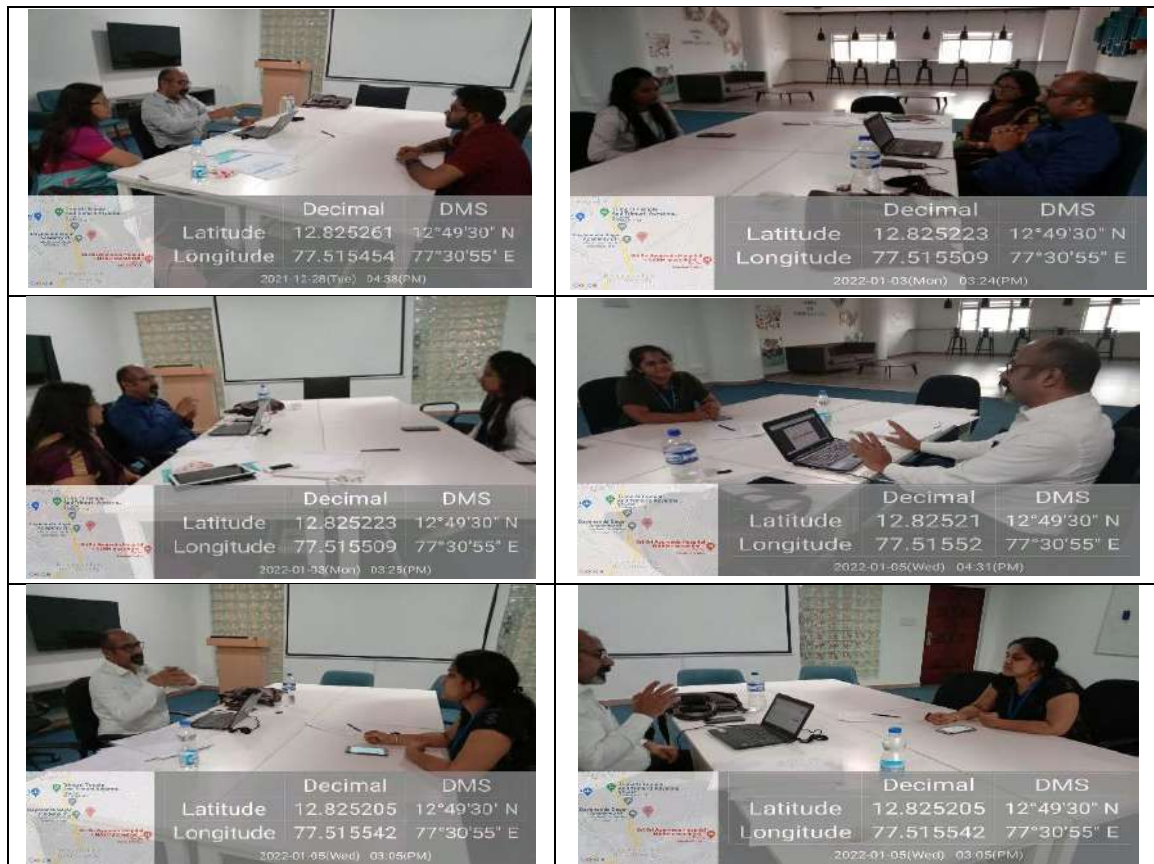 Decimal DMS
Latitude 12.825261 12°49'30" N
Longitude 77.515454 77°30'55" E
2021-12-28(Tue) 04:38(PM)
Decimal DMS
Latitude 12.825223 12°49'30" N
Longitude 77.515509 77°30'55" E
2022-01-03(Mon) 03:24(PM)
Decimal DMS
Latitude 12.825223 12°49'30" N
Longitude 77.515509 77°30'55" E
2022-01-03(Mon) 03:25(PM)
Decimal DMS
Latitude 12.82521 12°49'30" N
Longitude 77.51552 77°30'55" E
2022-01-05(Wed) 04:31(PM)
Decimal DMS
Latitude 12.825205 12°49'30" N
Longitude 77.515542 77°30'55" E
2022-01-05(Wed) 03:05(PM)
Decimal DMS
Latitude 12.825205 12°49'30" N
Longitude 77.515542 77°30'55" E
2022-01-05(Wed) 03:05(PM)